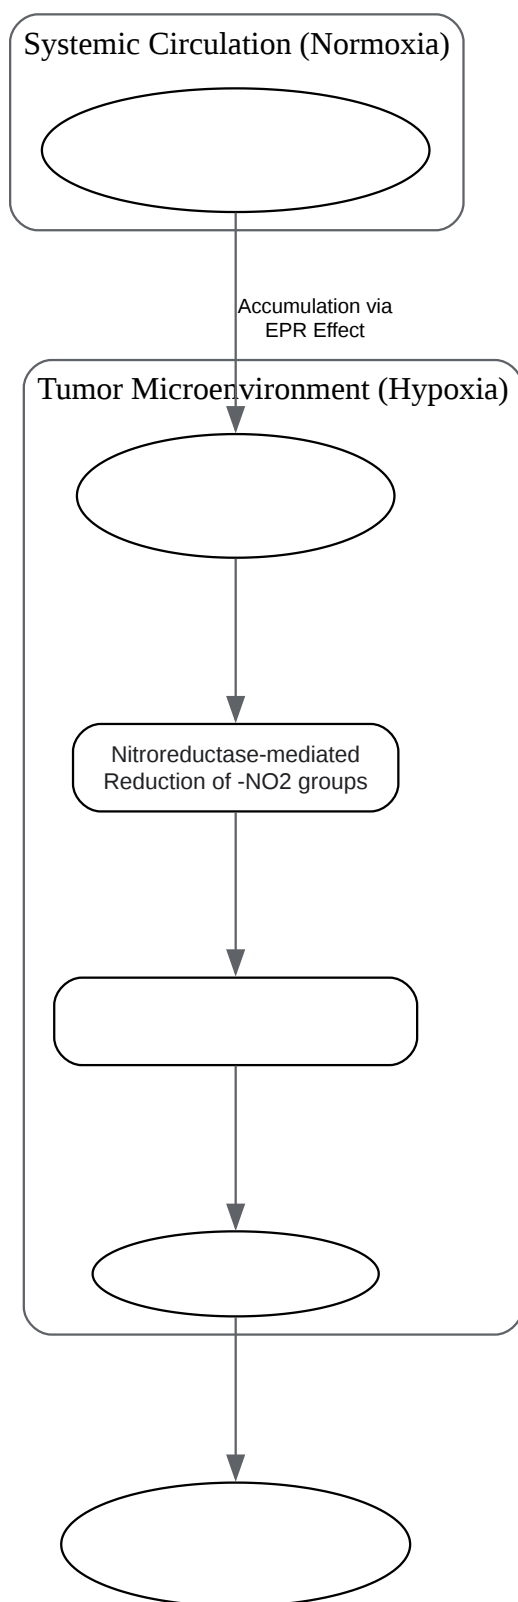 Systemic Circulation (Normoxia)
Accumulation via
EPR Effect
Tumor Microenvironment (Hypoxia)
Nitroreductase-mediated
Reduction of -NO2 groups